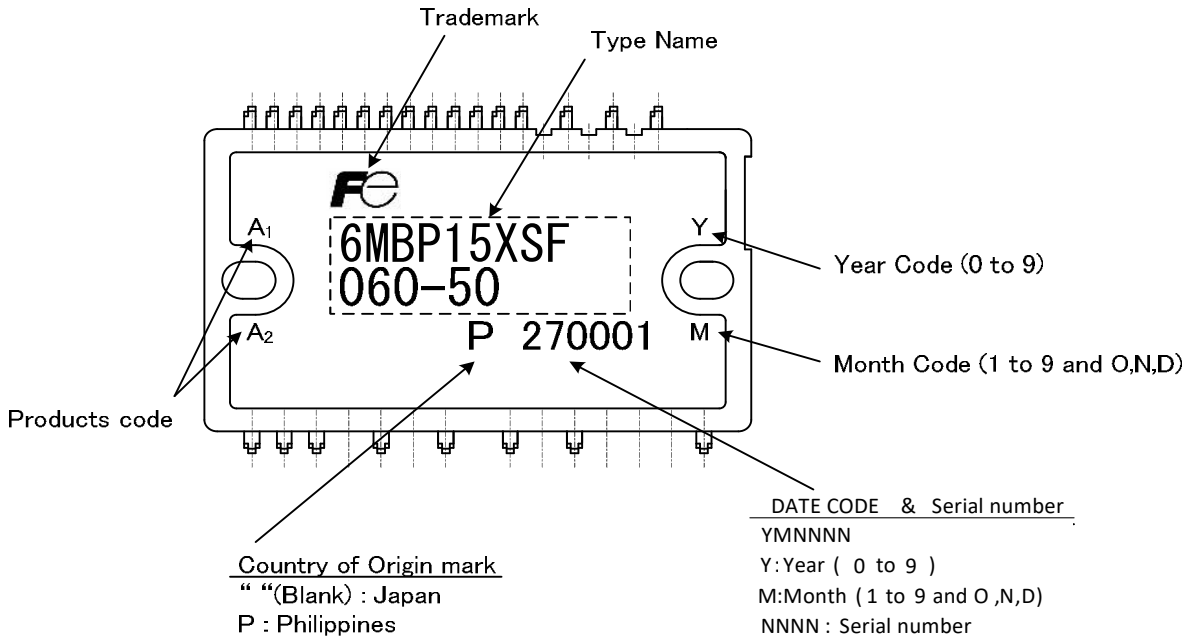 Trademark
Type Name
Fe
6MBP15XSF
060-50
A1
Y
Year Code (0 to 9)
A2
P 270001
M
Month Code (1 to 9 and O,N,D)
Products code
DATE CODE & Serial number
YMNNNN
Y:Year ( 0 to 9 )
M:Month (1 to 9 and O ,N,D)
NNNN : Serial number
Country of Origin mark
“ “(Blank) : Japan
P : Philippines